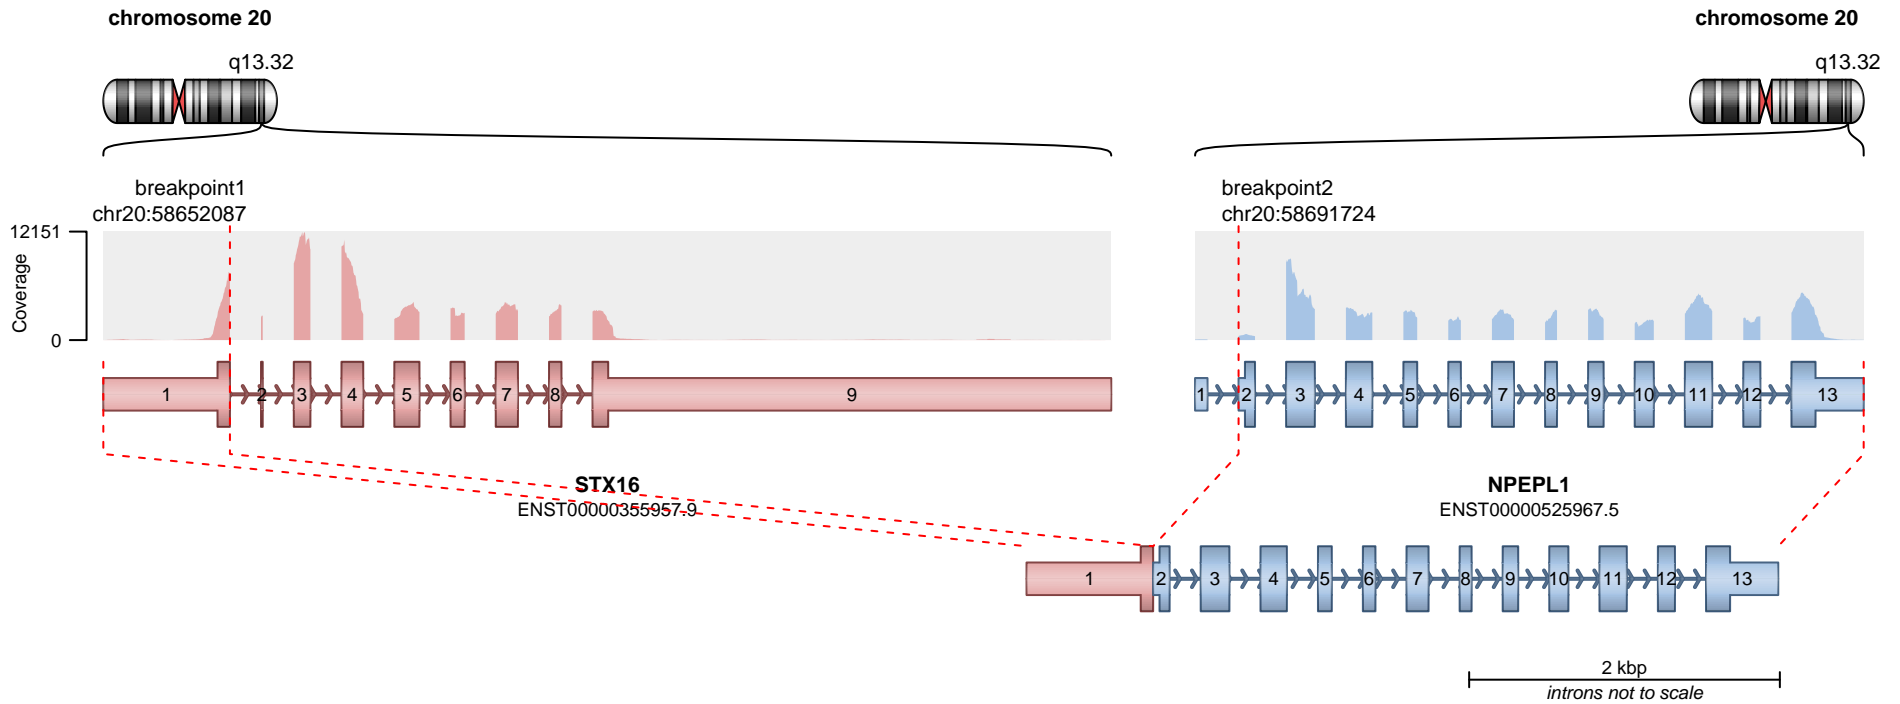 chromosome 20
chromosome 20
q13.32
q13.32
breakpoint1
chr20:58652087
breakpoint2
chr20:58691724
12151
Coverage
0
1 2 3 4 5 6 7 8 9
1 2 3 4 5 6 7 8 9 10 11 12 13
STX16
ENST00000355957.9
NPEPL1
ENST00000525967.5
1 2 3 4 5 6 7 8 9 10 11 12 13
2 kbp
introns not to scale